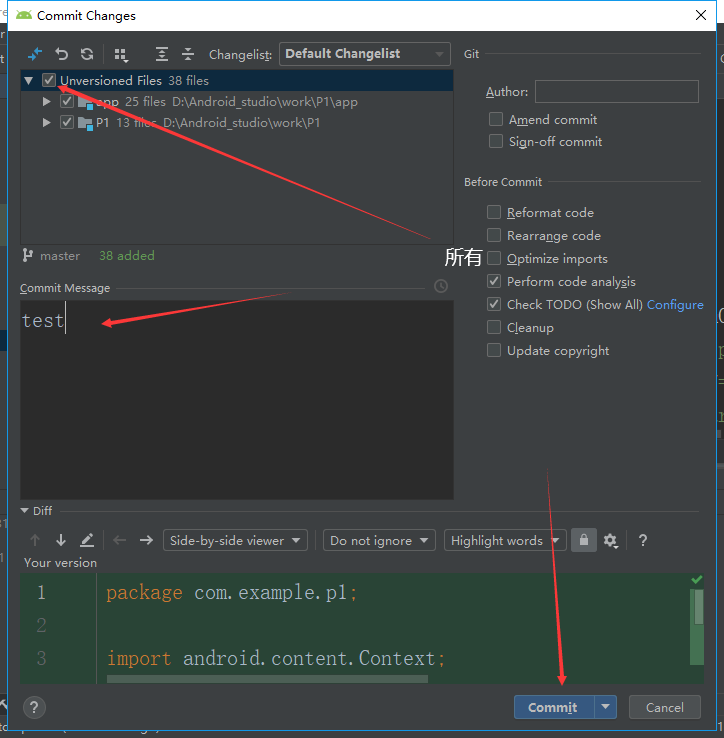 Commit Changes
Changelist: Default Changelist
Git
Unversioned Files 38 files
app 25 files D:\Android_studio\work\P1\app
P1 13 files D:\Android_studio\work\P1
Author:
Amend commit
Sign-off commit
Before Commit
Reformat code
Rearrange code
所有 Optimize imports
Perform code analysis
Check TODO (Show All) Configure
Cleanup
Update copyright
master 38 added
Commit Message
test
Diff
Side-by-side viewer Do not ignore Highlight words ?
Your version
1 package com.example.p1;
2
3 import android.content.Context;
? Commit Cancel